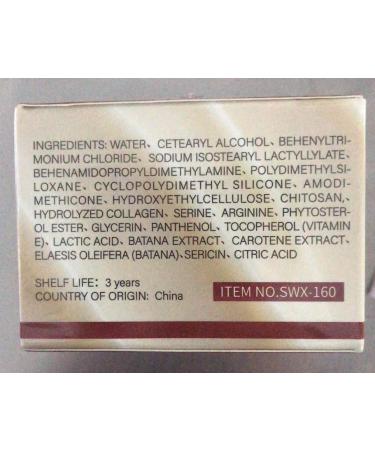 INGREDIENTS: WATER、CETEARYL ALCOHOL、BEHENYLTRI-
MONIUM CHLORIDE、SODIUM ISOSTEARYL LACTYLLYLATE、
BEHENAMIDOPROPYLDIMETHYLAMINE、POLYDIMETHYLSI-
LOXANE、CYCLOPOLYDIMETHYL SILICONE、AMODI-
METHICONE、HYDROXYETHYLCELLULOSE、CHITOSAN、
HYDROLYZED COLLAGEN、SERINE、ARGININE、PHYTOSTER-
OL ESTER、GLYCERIN、PANTHENOL、TOCOPHEROL (VITAMIN
E)、LACTIC ACID、BATANA EXTRACT、CAROTENE EXTRACT、
ELAESIS OLEIFERA (BATANA)、SERICIN、CITRIC ACID
SHELF LIFE：3 years
COUNTRY OF ORIGIN: China
ITEM NO.SWX-160